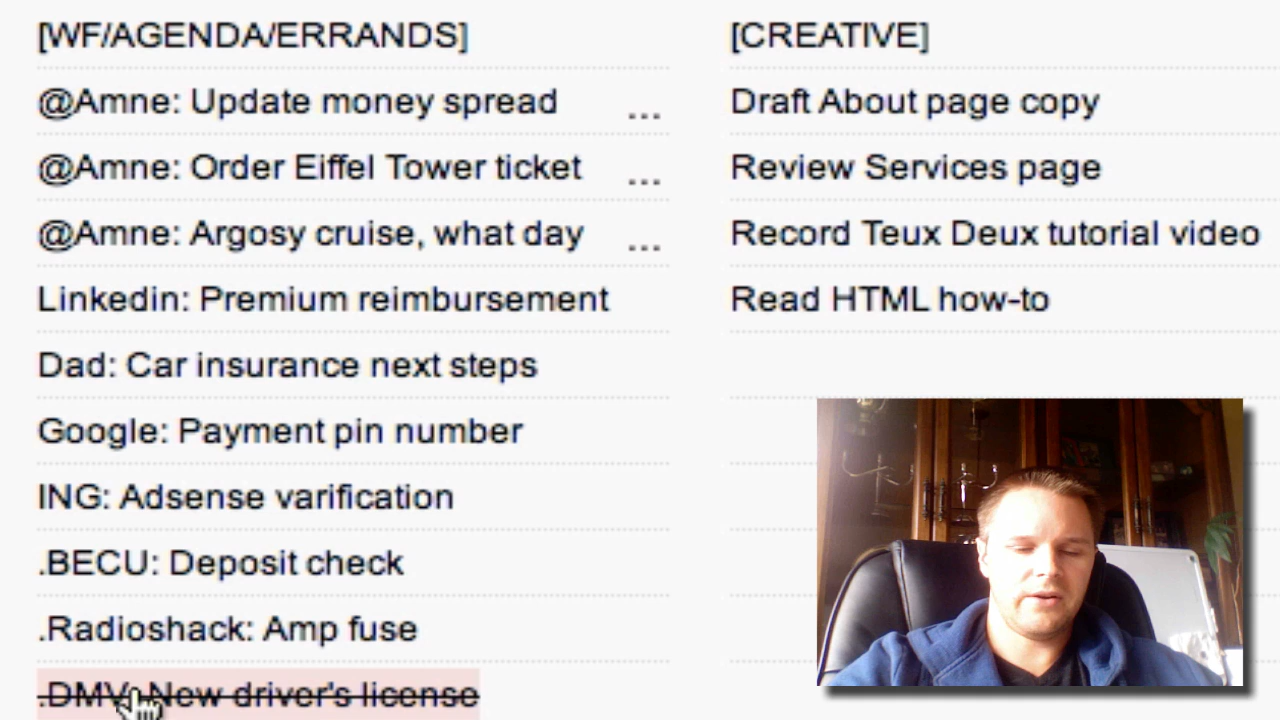 [WF/AGENDA/ERRANDS]
@Amne: Update money spread ...
@Amne: Order Eiffel Tower ticket ...
@Amne: Argosy cruise, what day ...
Linkedin: Premium reimbursement
Dad: Car insurance next steps
Google: Payment pin number
ING: Adsense varification
.BECU: Deposit check
.Radioshack: Amp fuse
.DMV: New driver's license
[CREATIVE]
Draft About page copy
Review Services page
Record Teux Deux tutorial video
Read HTML how-to